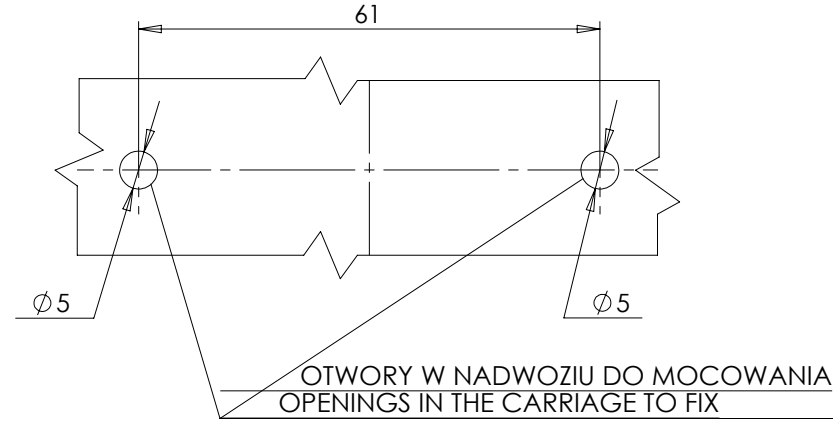 61
⌀5 ⌀5
OTWORY W NADWOZIU DO MOCOWANIA
OPENINGS IN THE CARRIAGE TO FIX